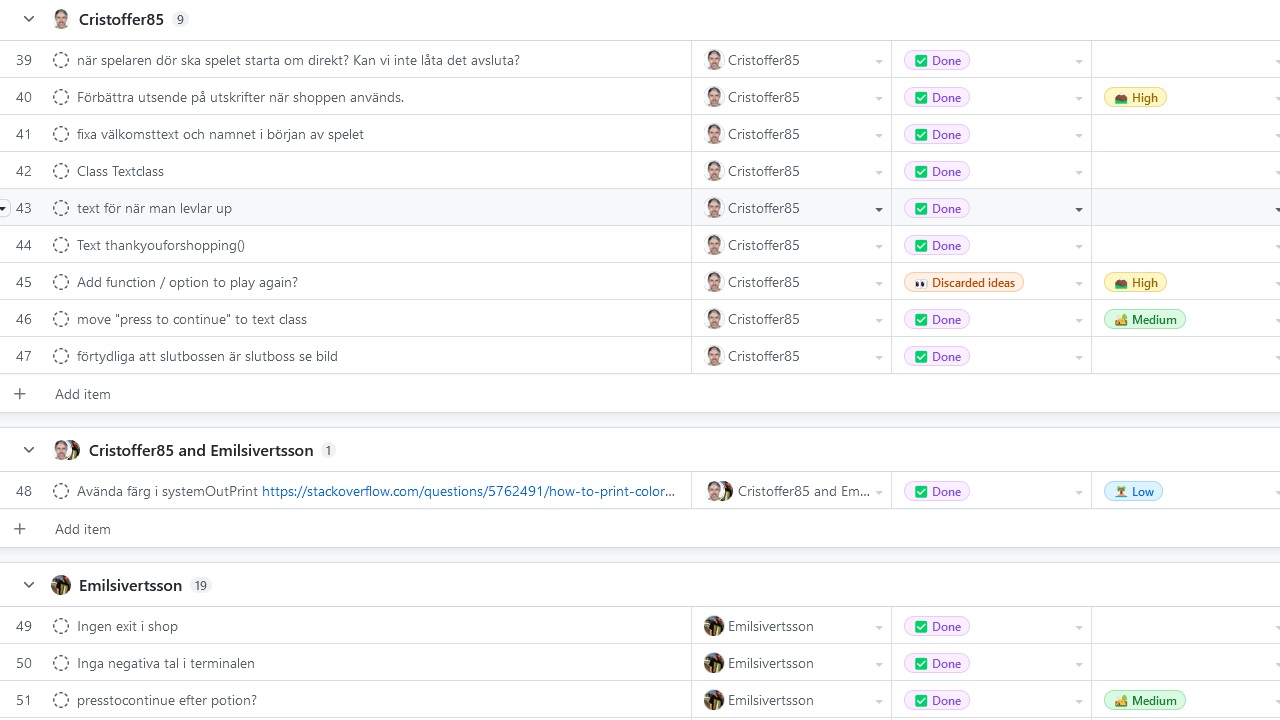 Cristoffer85 9
39 när spelaren dör ska spelet starta om direkt? Kan vi inte låta det avsluta? Cristoffer85 Done
40 Förbättra utsende på utskrifter när shoppen används. Cristoffer85 Done High
41 fixa välkomsttext och namnet i början av spelet Cristoffer85 Done
42 Class Textclass Cristoffer85 Done
43 text för när man levlar up Cristoffer85 Done
44 Text thankyouforshopping() Cristoffer85 Done
45 Add function / option to play again? Cristoffer85 Discarded ideas High
46 move "press to continue" to text class Cristoffer85 Done Medium
47 förtydliga att slutbossen är slutboss se bild Cristoffer85 Done
Add item
Cristoffer85 and Emilsivertsson 1
48 Avända färg i systemOutPrint https://stackoverflow.com/questions/5762491/how-to-print-color... Cristoffer85 and Em... Done Low
Add item
Emilsivertsson 19
49 Ingen exit i shop Emilsivertsson Done
50 Inga negativa tal i terminalen Emilsivertsson Done
51 presstocontinue efter potion? Emilsivertsson Done Medium